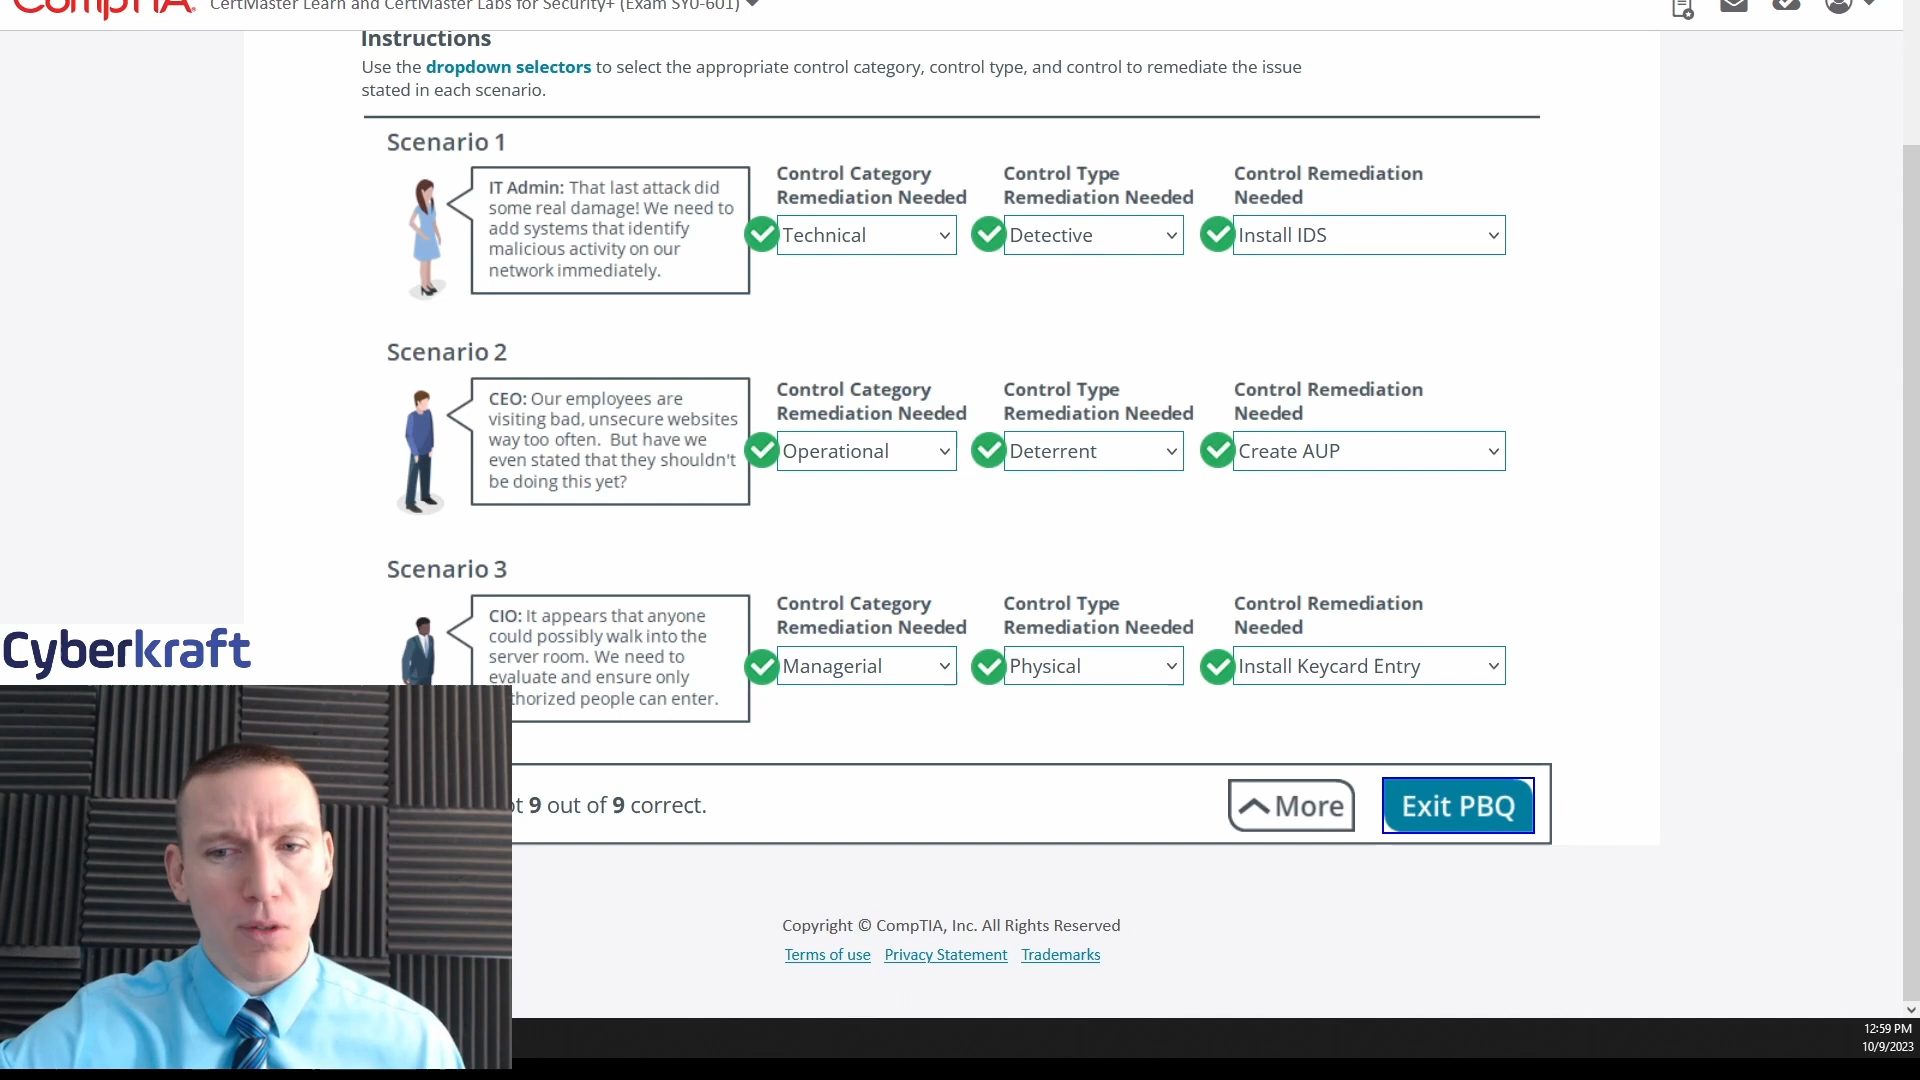 CompTIA.
CertMaster Learn and CertMaster Labs for Security+ (Exam SY0-601)
Instructions
Use the dropdown selectors to select the appropriate control category, control type, and control to remediate the issue
stated in each scenario.
Scenario 1
IT Admin: That last attack did
some real damage! We need to
add systems that identify
malicious activity on our
network immediately.
Control Category
Remediation Needed
Technical
Control Type
Remediation Needed
Detective
Control Remediation
Needed
Install IDS
Scenario 2
CEO: Our employees are
visiting bad, unsecure websites
way too often. But have we
even stated that they shouldn't
be doing this yet?
Control Category
Remediation Needed
Operational
Control Type
Remediation Needed
Deterrent
Control Remediation
Needed
Create AUP
Scenario 3
CIO: It appears that anyone
could possibly walk into the
server room. We need to
evaluate and ensure only
thorized people can enter.
Control Category
Remediation Needed
Managerial
Control Type
Remediation Needed
Physical
Control Remediation
Needed
Install Keycard Entry
Cyberkraft
9 out of 9 correct.
More
Exit PBQ
Copyright © CompTIA, Inc. All Rights Reserved
Terms of use Privacy Statement Trademarks
12:59 PM
10/9/2023